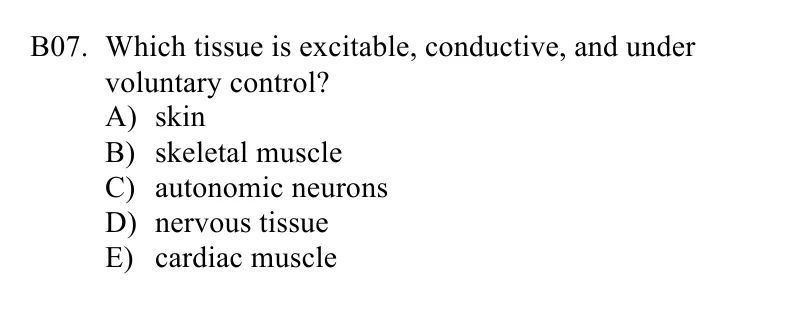 B07. Which tissue is excitable, conductive, and under
voluntary control?
A) skin
B) skeletal muscle
C) autonomic neurons
D) nervous tissue
E) cardiac muscle